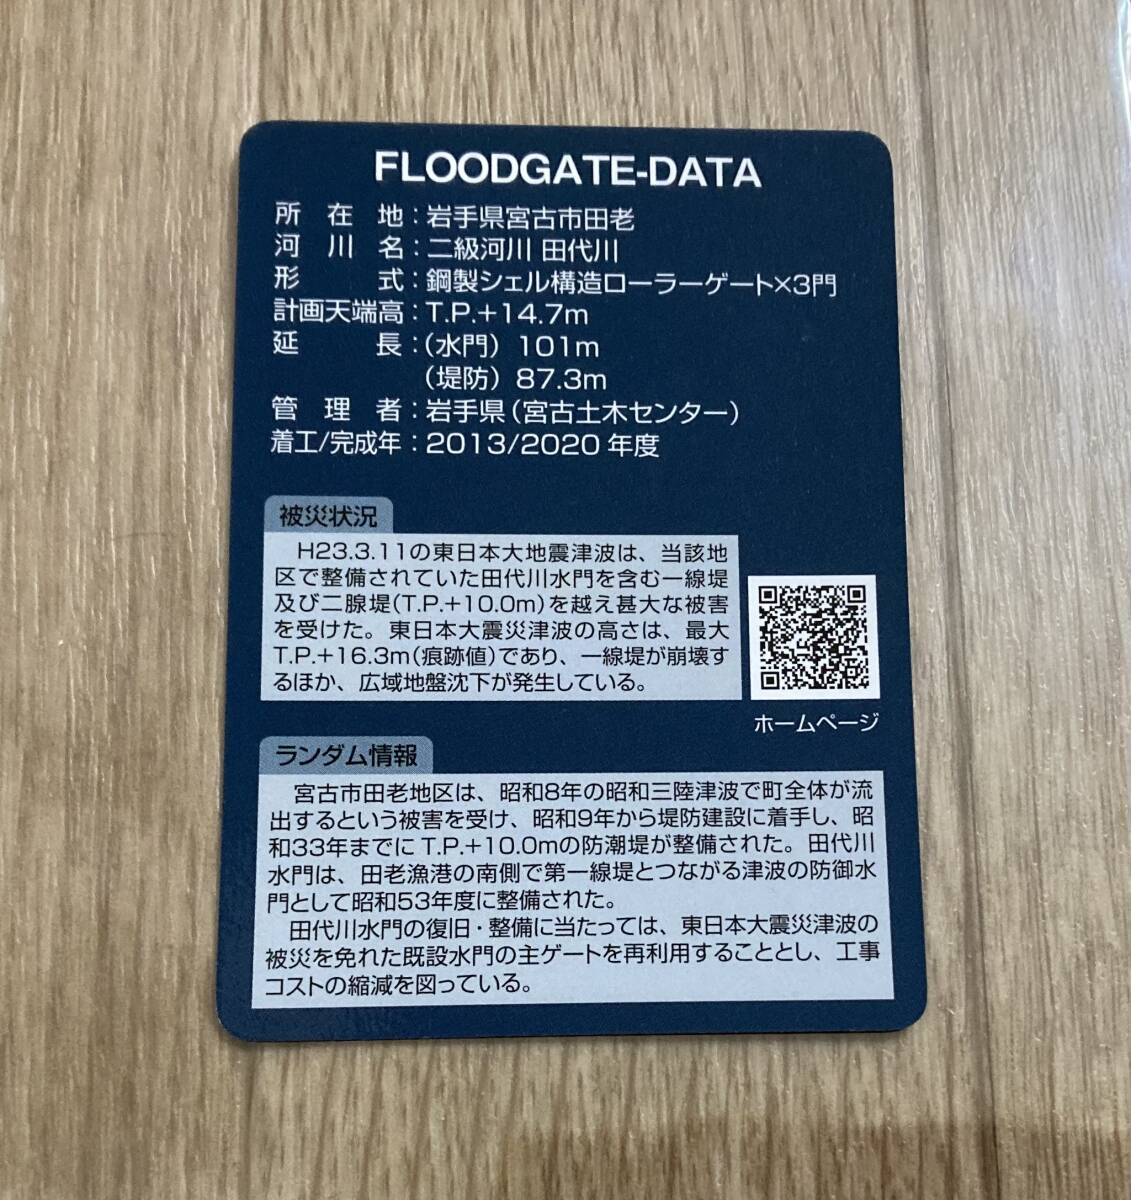 FLOODGATE-DATA
所在地：岩手県宮古市田老
河川名：二級河川 田代川
形式：鋼製シェル構造ローラーゲート×3門
計画天端高：T.P.+14.7m
延長：（水門）101m
（堤防）87.3m
管理者：岩手県（宮古土木センター）
着工/完成年：2013/2020 年度
被災状況
H23.3.11の東日本大地震津波は、当該地
区で整備されていた田代川水門を含む一線堤
及び二腺堤（T.P.+10.0m）を越え甚大な被害
を受けた。東日本大震災津波の高さは、最大
T.P.+16.3m（痕跡値）であり、一線堤が崩壊す
るほか、広域地盤沈下が発生している。
ホームページ
ランダム情報
宮古市田老地区は、昭和8年の昭和三陸津波で町全体が流
出するという被害を受け、昭和9年から堤防建設に着手し、昭
和33年までにT.P.+10.0mの防潮堤が整備された。田代川
水門は、田老漁港の南側で第一線堤とつながる津波の防御水
門として昭和53年度に整備された。
田代川水門の復旧・整備に当たっては、東日本大震災津波の
被災を免れた既設水門の主ゲートを再利用することとし、工事
コストの縮減を図っている。